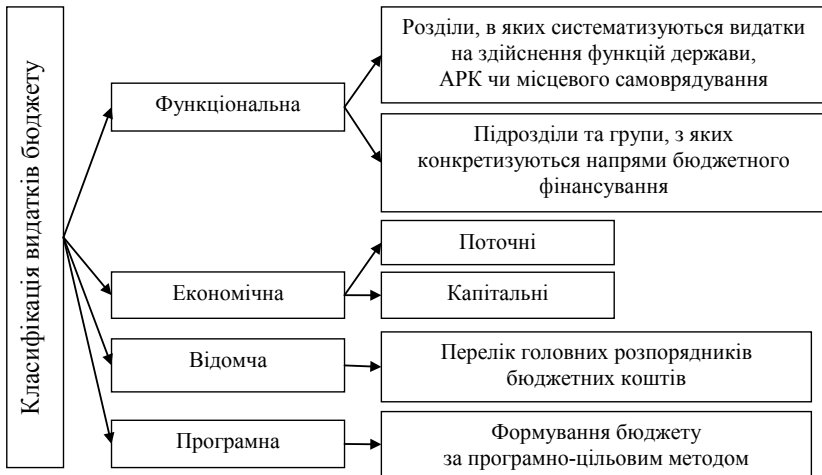 Класифікація видатків бюджету
Функціональна
Розділи, в яких систематизуються видатки
на здійснення функцій держави,
АРК чи місцевого самоврядування
Підрозділи та групи, з яких
конкретизуються напрями бюджетного
фінансування
Економічна
Поточні
Капітальні
Відомча
Перелік головних розпорядників
бюджетних коштів
Програмна
Формування бюджету
за програмно-цільовим методом